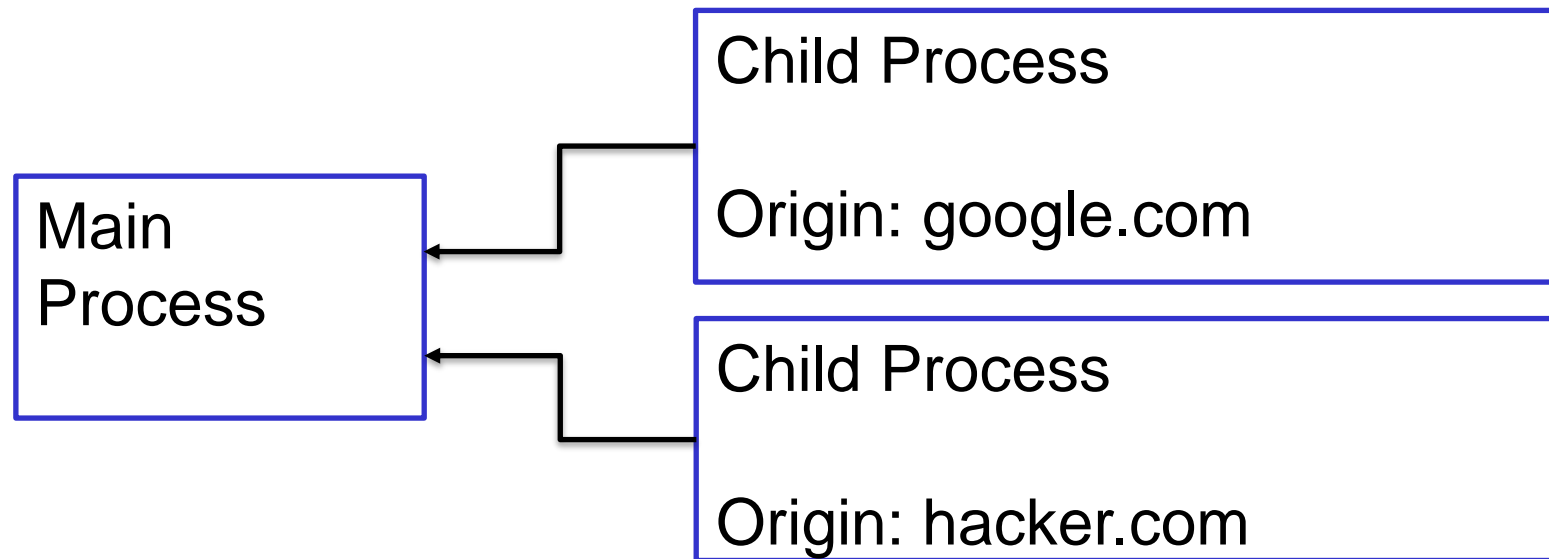 Child Process
Origin: google.com
Main
Process
Child Process
Origin: hacker.com